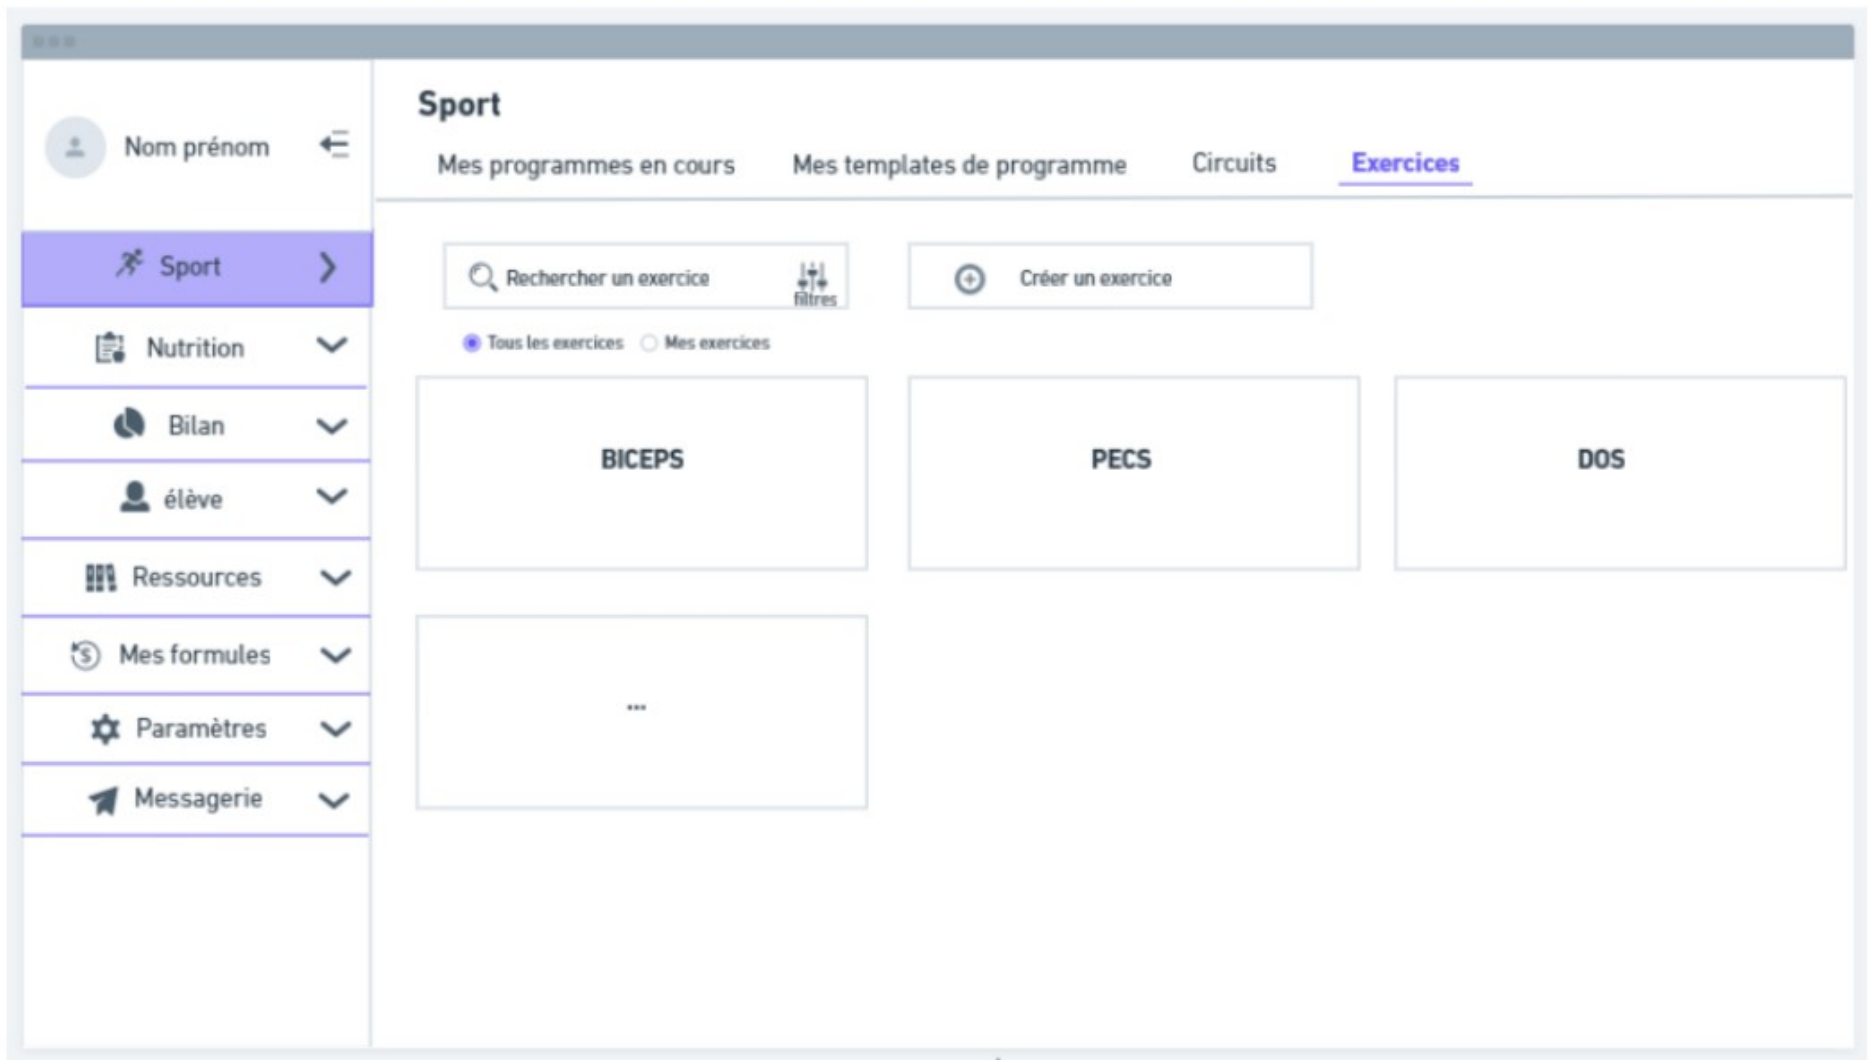 Nom prénom
Sport
Nutrition
Bilan
élève
Ressources
Mes formules
Paramètres
Messagerie
Sport
Mes programmes en cours
Mes templates de programme
Circuits
Exercices
Rechercher un exercice
filtres
Créer un exercice
Tous les exercices
Mes exercices
BICEPS
PECS
DOS
...